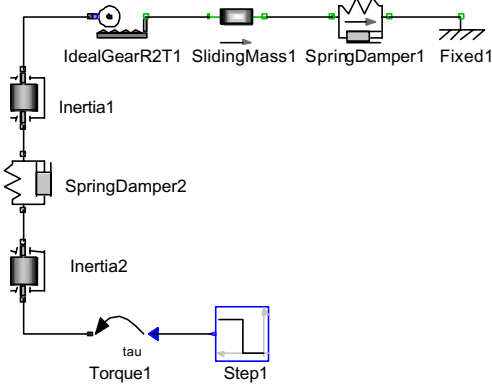 IdealGearR2T1 SlidingMass1 SpringDamper1 Fixed1
Inertia1
SpringDamper2
Inertia2
tau
Torque1 Step1